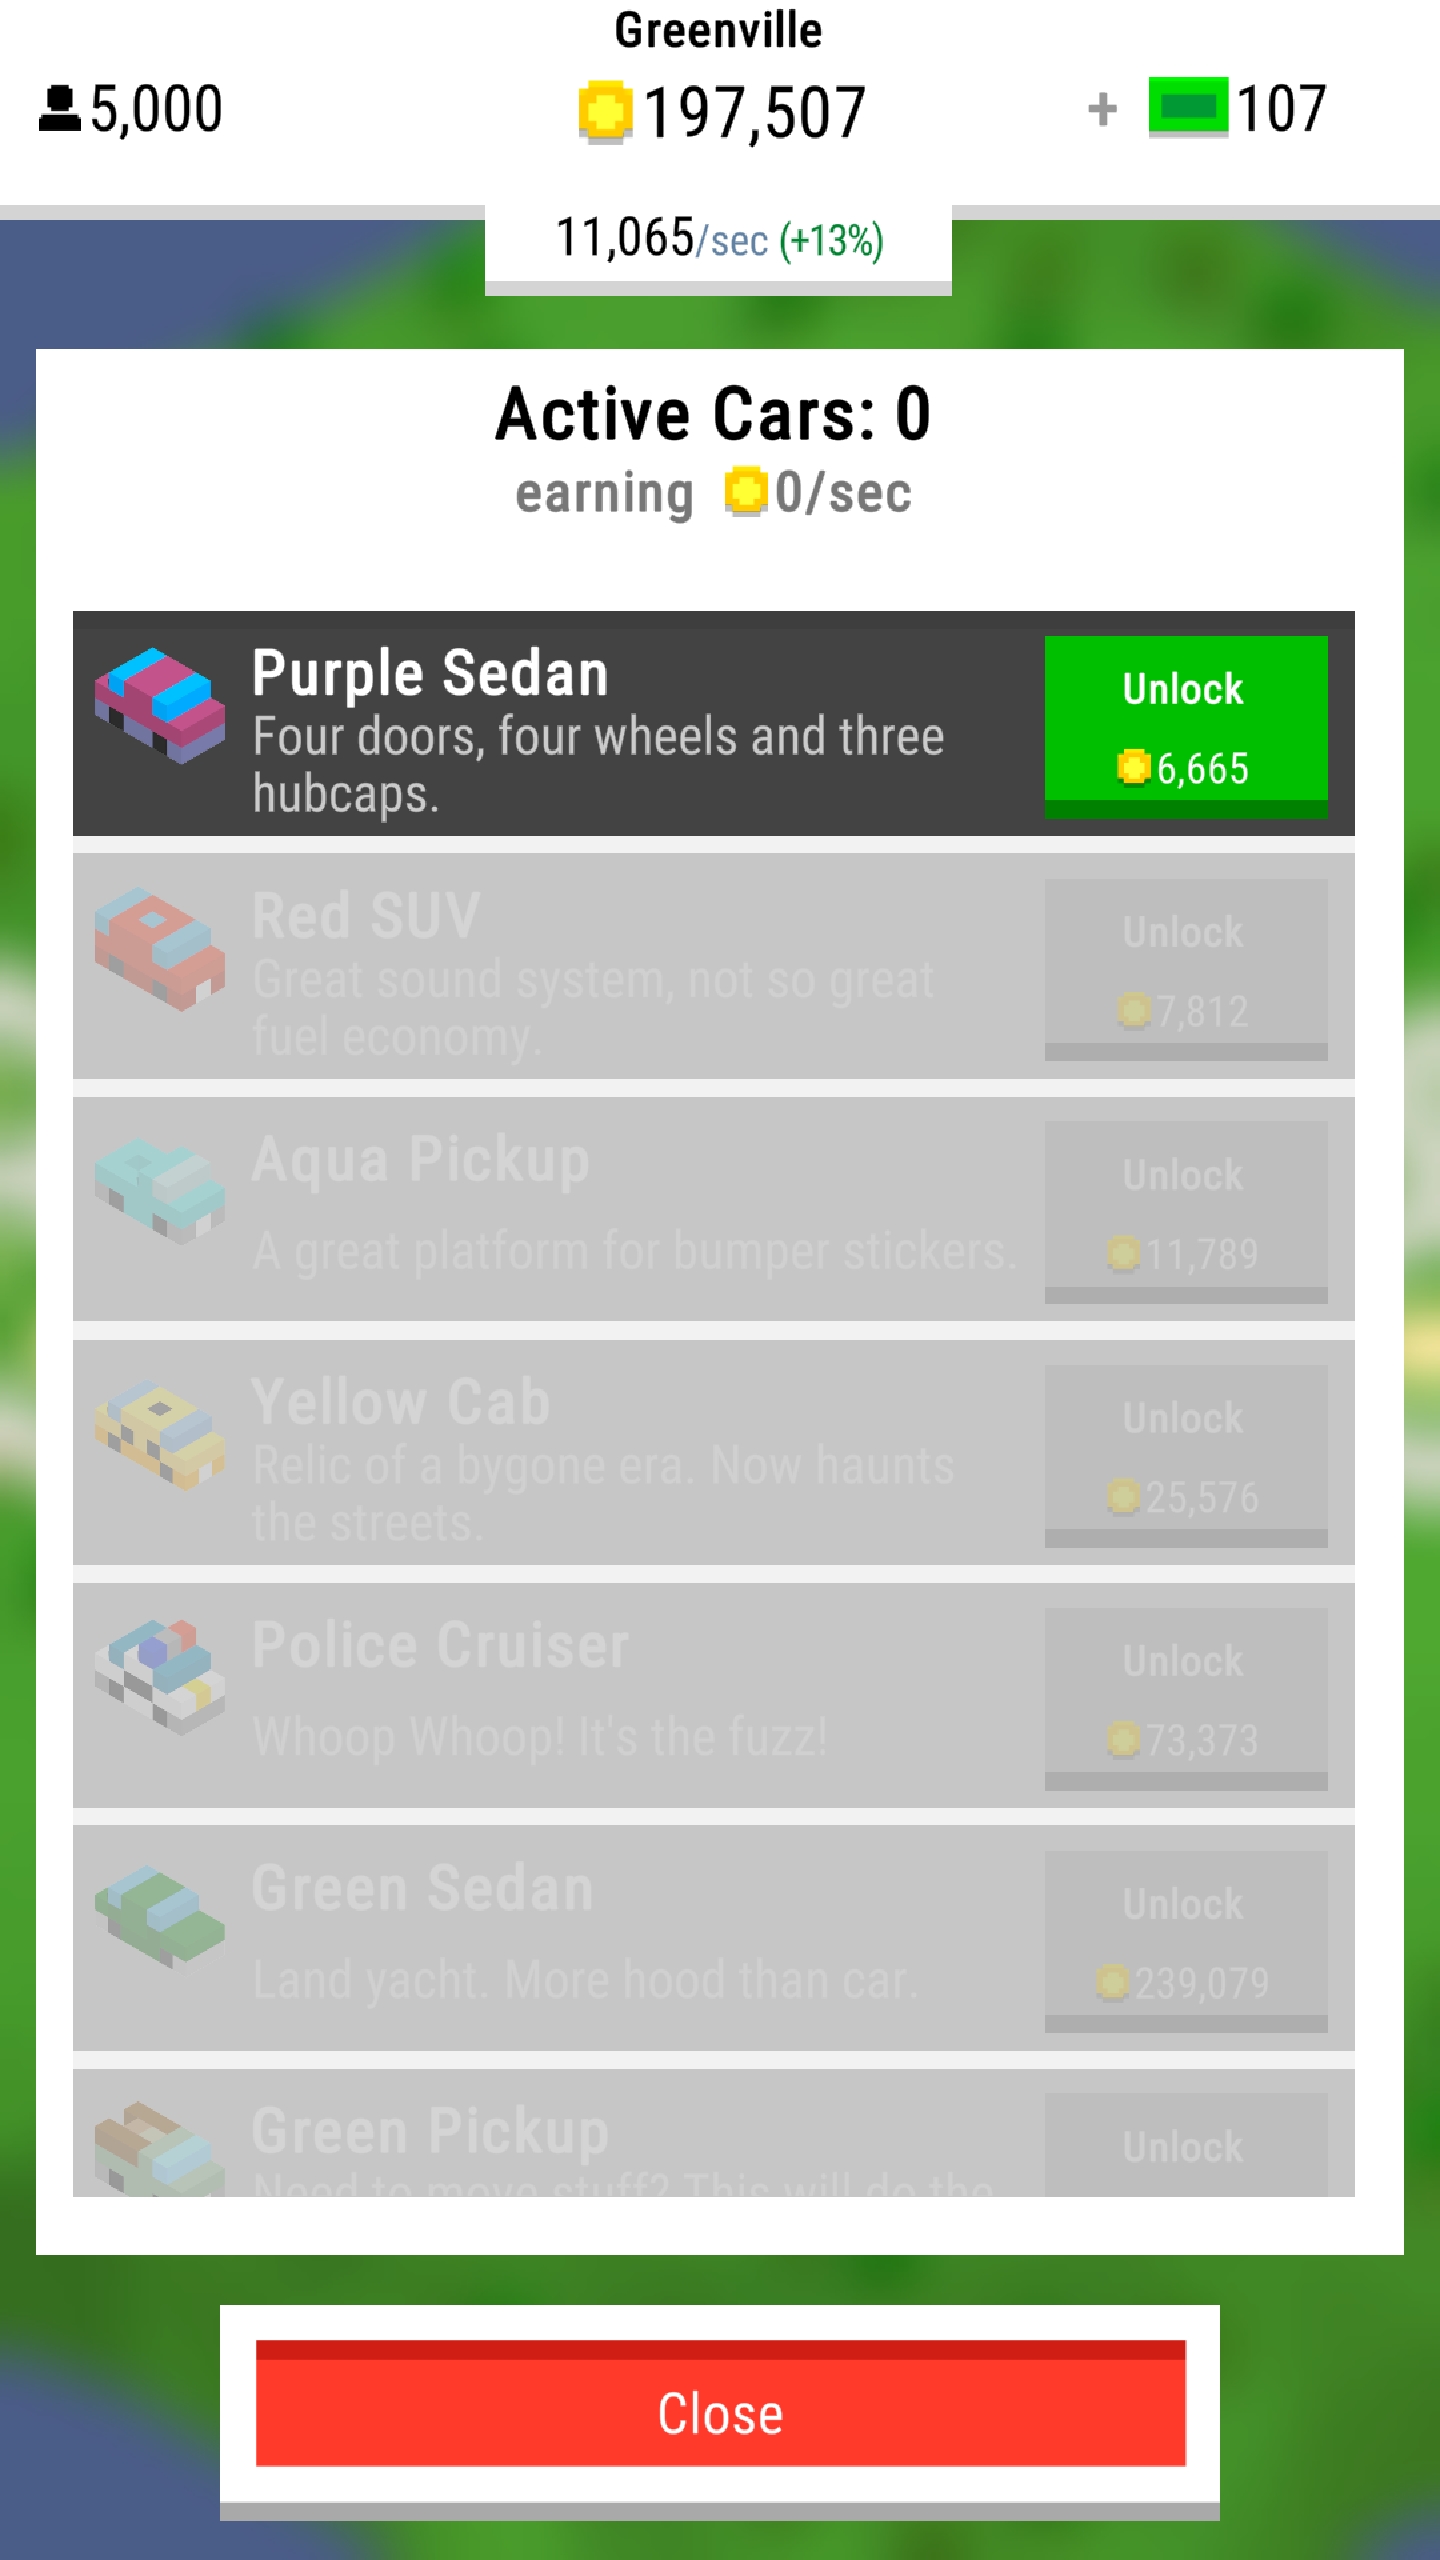 Greenville
5,000
197,507
+ 107
11,065/sec (+13%)
Active Cars: 0
earning 0/sec
Purple Sedan
Four doors, four wheels and three
hubcaps.
Unlock
6,665
Red SUV
Great sound system, not so great
fuel economy.
Unlock
7,812
Aqua Pickup
A great platform for bumper stickers.
Unlock
11,789
Yellow Cab
Relic of a bygone era. Now haunts
the streets.
Unlock
25,576
Police Cruiser
Whoop Whoop! It's the fuzz!
Unlock
73,373
Green Sedan
Land yacht. More hood than car.
Unlock
239,079
Green Pickup
Need to move stuff? This will do the
Unlock
Close